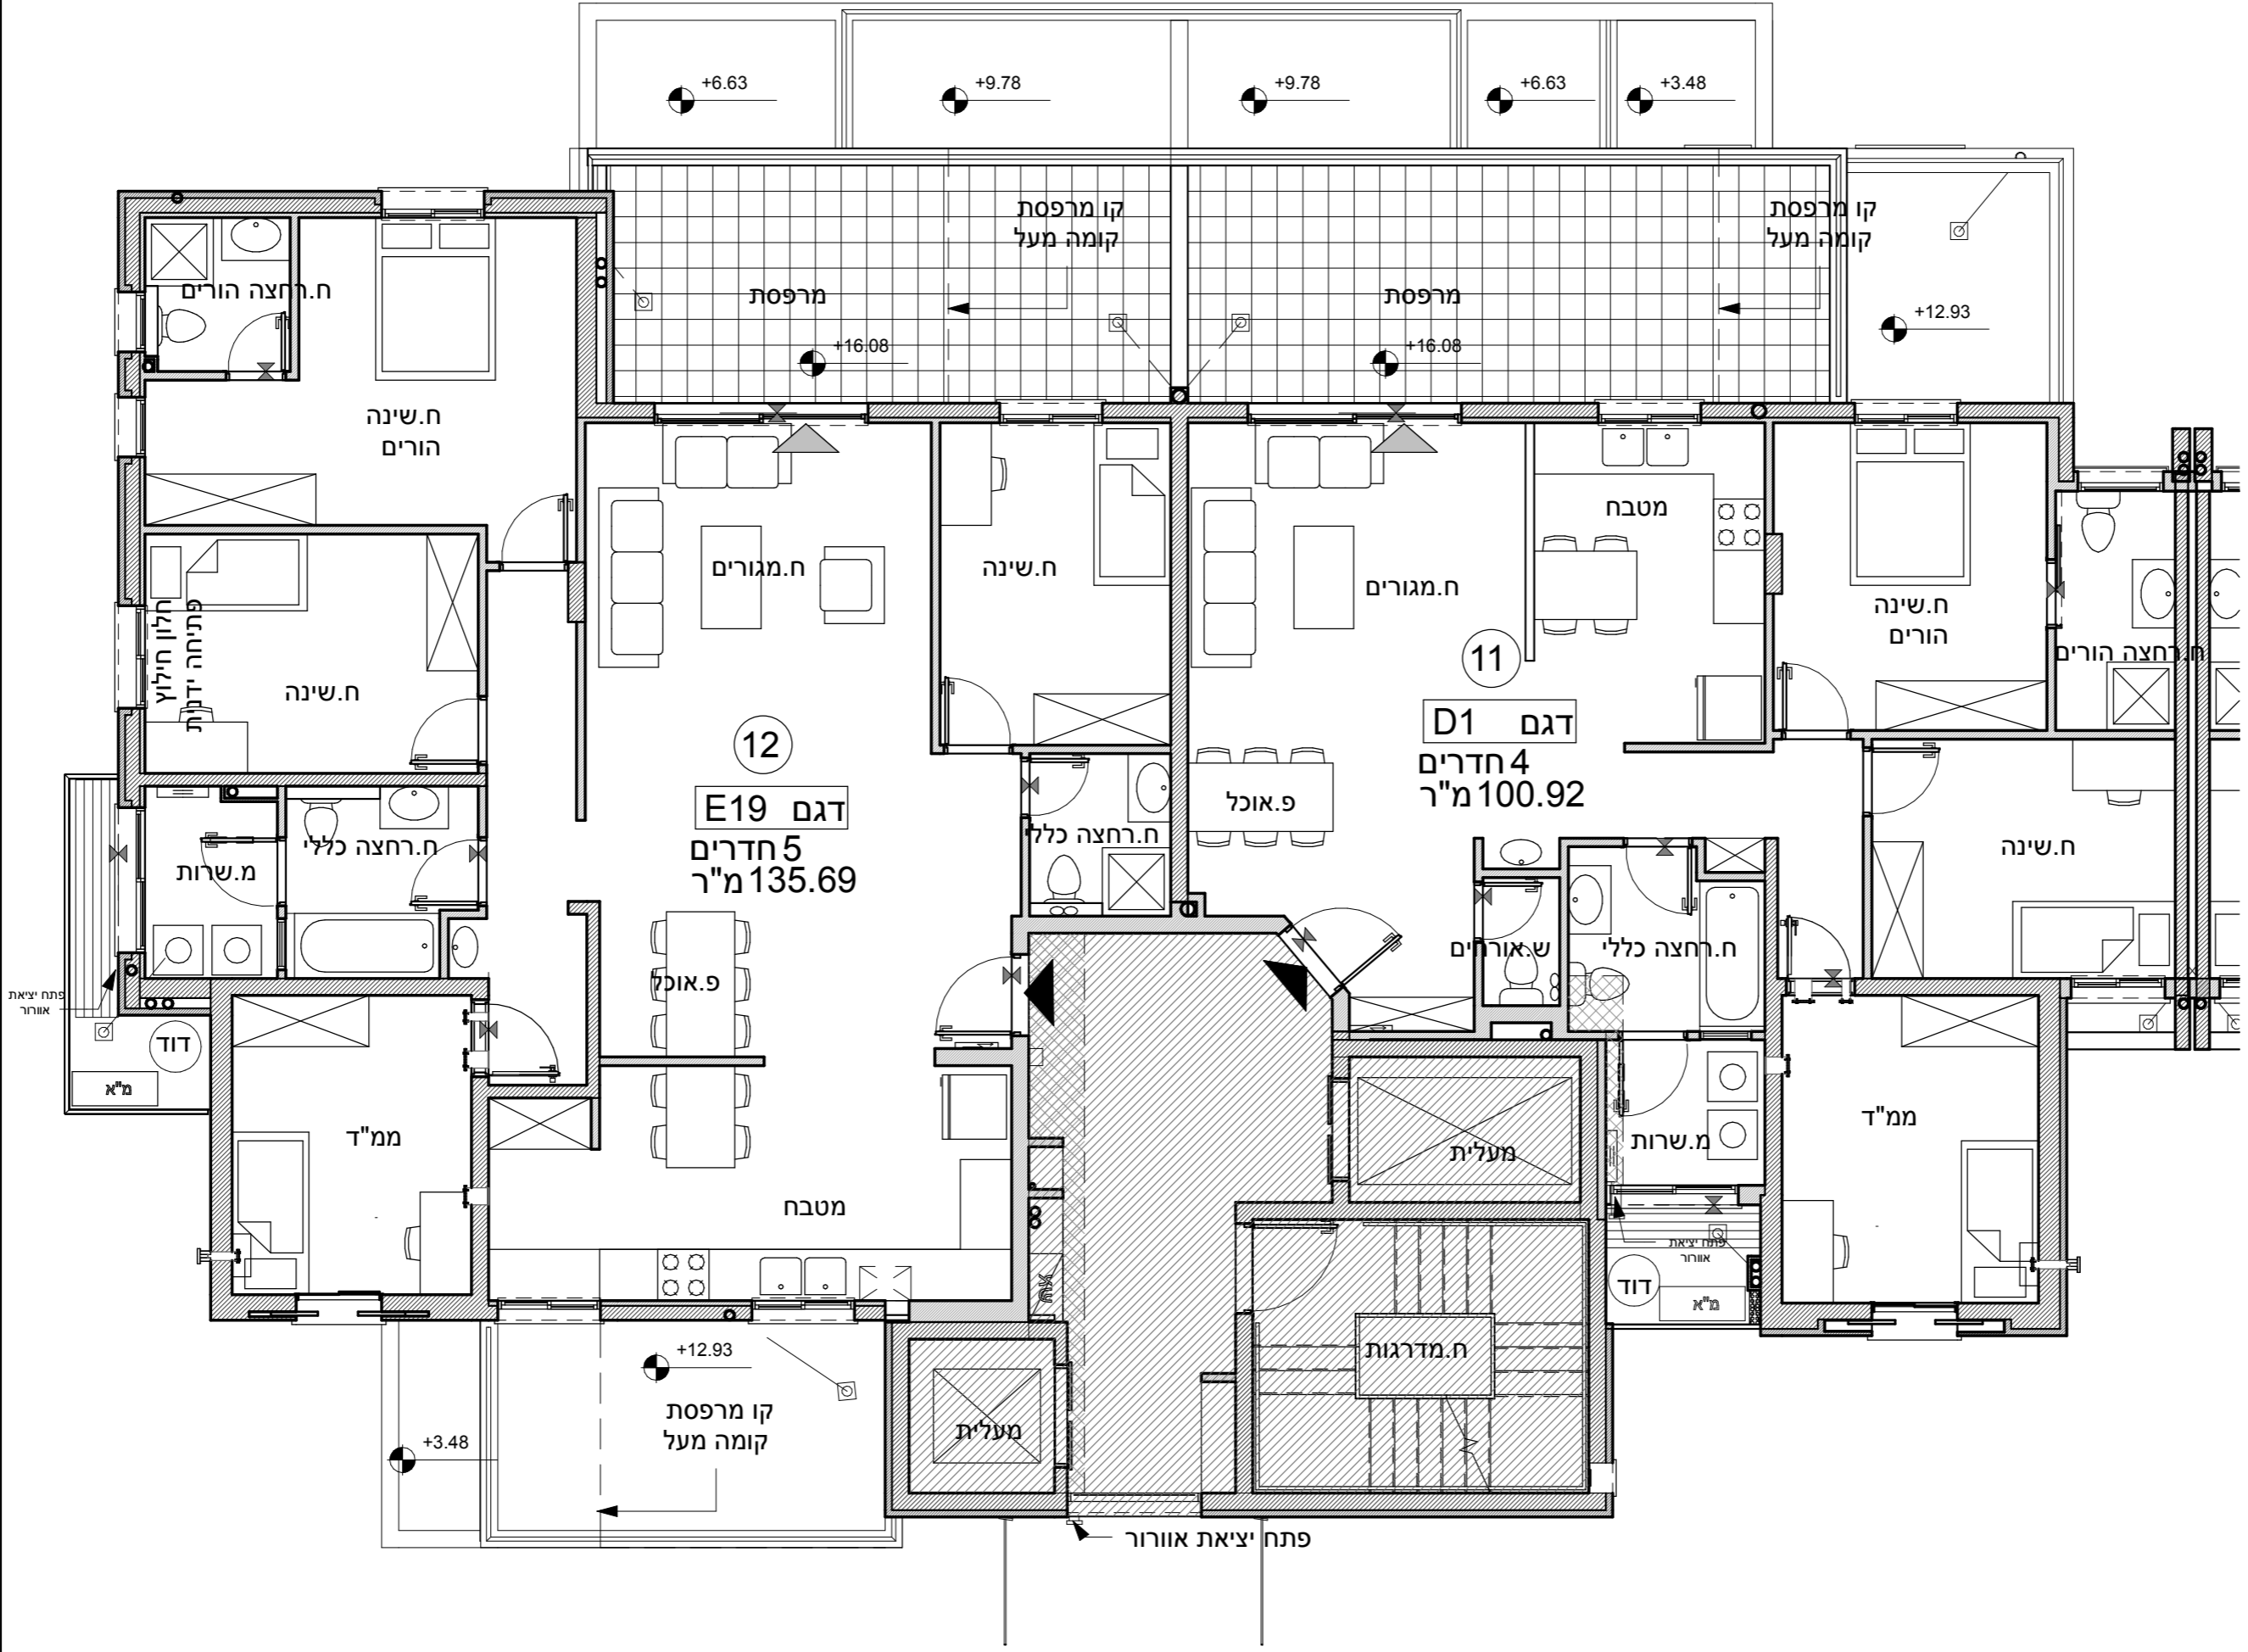 +6.63
+9.78
+9.78
+6.63
+3.48
קו מרפסת
קומה מעל
קו מרפסת
קומה מעל
מרפסת
מרפסת
+16.08
+16.08
+12.93
ח.רחצה הורים
ח.שינה
הורים
ח.מגורים
ח.שינה
ח.מגורים
מטבח
ח.שינה
הורים
ח.רחצה הורים
חלון חילוץ
פתיחה ידנית
ח.שינה
12
דגם E19
5 חדרים
135.69 מ"ר
11
דגם D1
4 חדרים
100.92 מ"ר
פ.אוכל
ח.רחצה כללי
ח.שינה
מ.שרות
ח.רחצה כללי
פ.אוכל
ש.אורחים
ח.רחצה כללי
פתח יציאת
אוורור
דוד
מ"א
ממ"ד
מטבח
מעלית
מ.שרות
ממ"ד
פתח יציאת
אוורור
דוד
מ"א
אש
ח.מדרגות
+12.93
קו מרפסת
קומה מעל
+3.48
מעלית
פתח יציאת אוורור